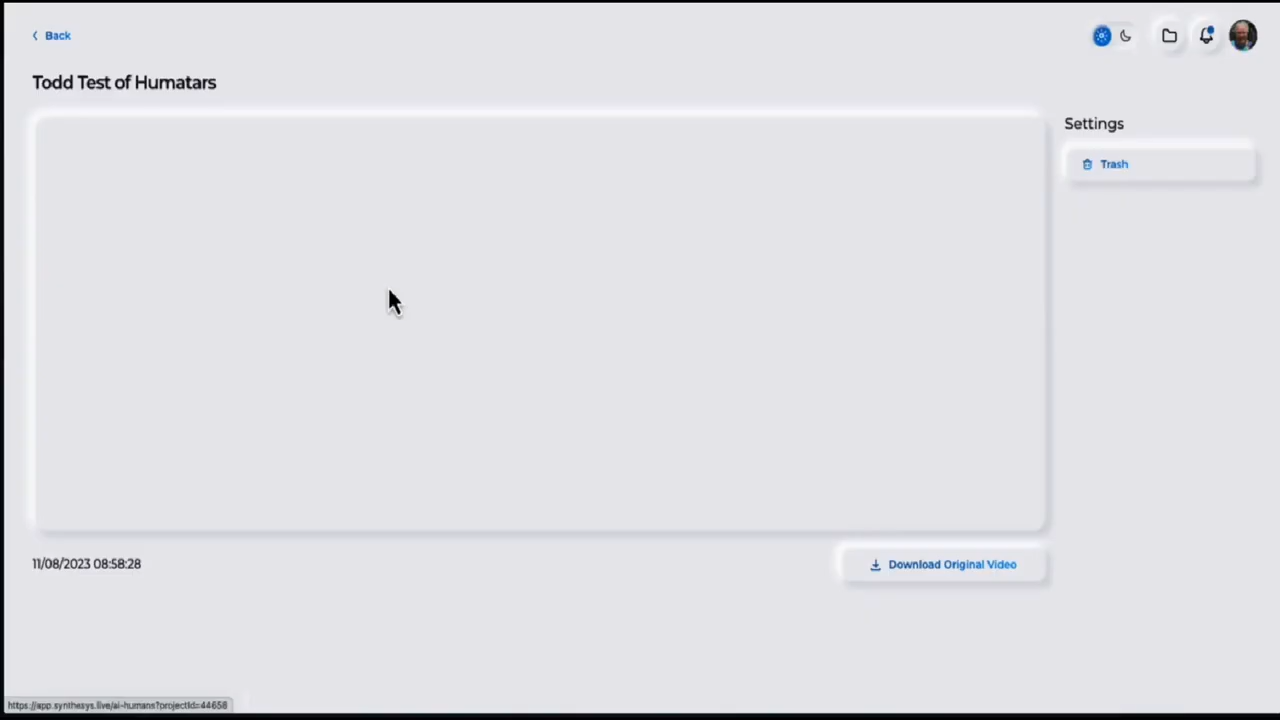 Back
Todd Test of Humatars
Settings
Trash
11/08/2023 08:58:28
Download Original Video
https://app.synthesys.live/ai-humans?projectId=44658